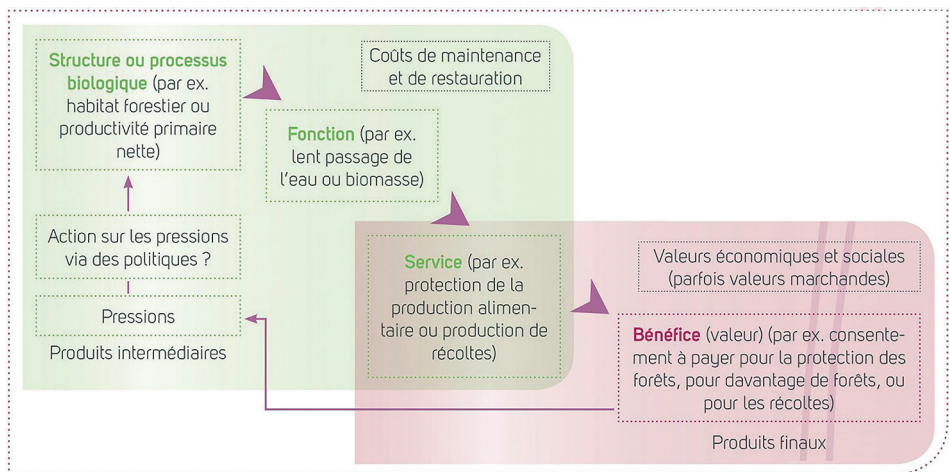 Structure ou processus
biologique (par ex.
habitat forestier ou
productivité primaire
nette)
Coûts de maintenance
et de restauration
Fonction (par ex.
lent passage de
l'eau ou biomasse)
Action sur les pressions
via des politiques ?
Pressions
Produits intermédiaires
Service (par ex.
protection de la
production alimen-
taire ou production de
récoltes)
Valeurs économiques et sociales
(parfois valeurs marchandes)
Bénéfice (valeur) (par ex. consente-
ment à payer pour la protection des
forêts, pour davantage de forêts, ou
pour les récoltes)
Produits finaux